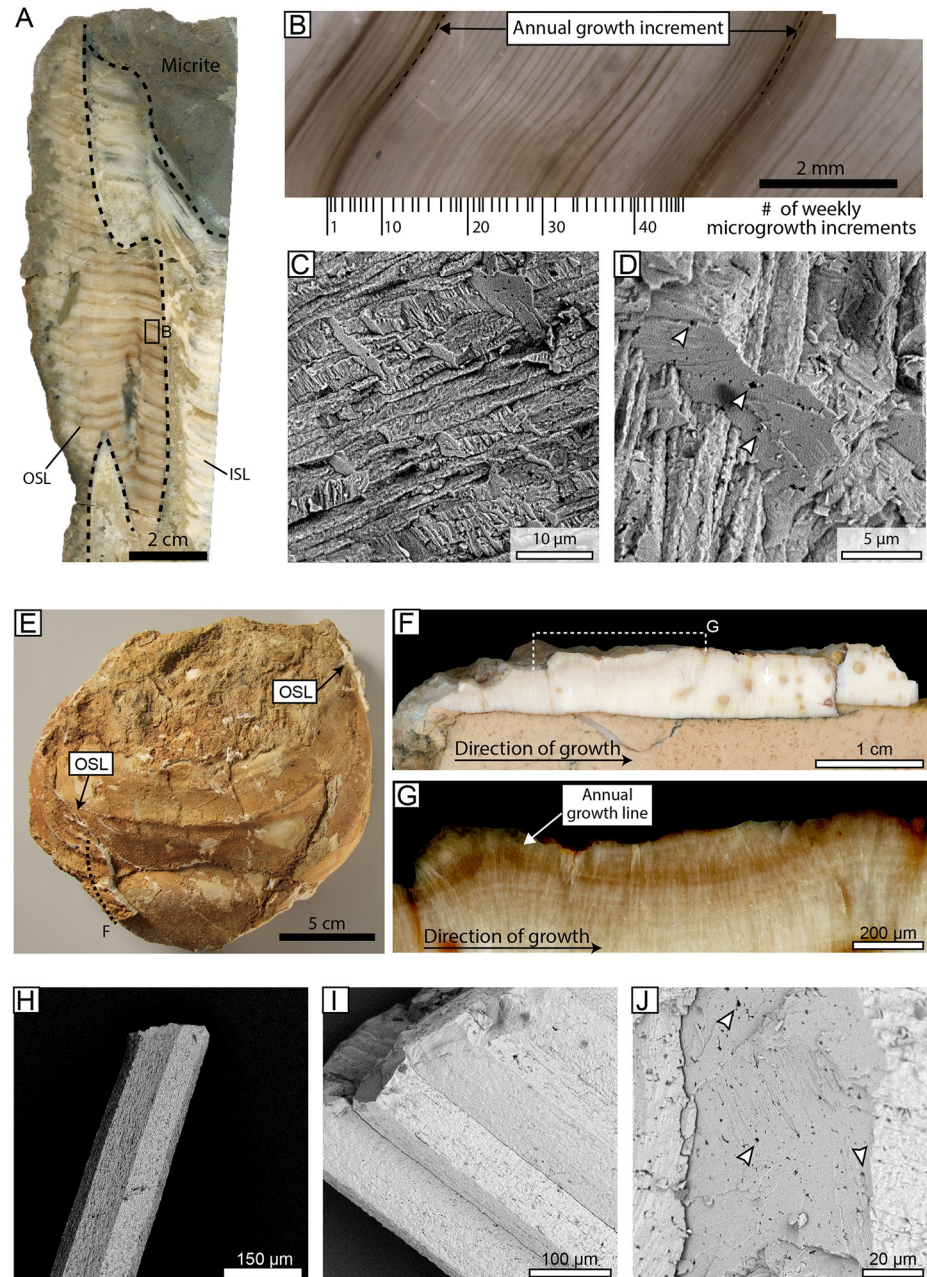 A
Micrite
B
OSL
ISL
2 cm
B
Annual growth increment
2 mm
1
10
20
30
40
# of weekly
microgrowth increments
C
10 µm
D
5 µm
E
OSL
OSL
F
5 cm
F
G
Direction of growth
1 cm
G
Annual
growth line
Direction of growth
200 µm
H
150 µm
I
100 µm
J
20 µm